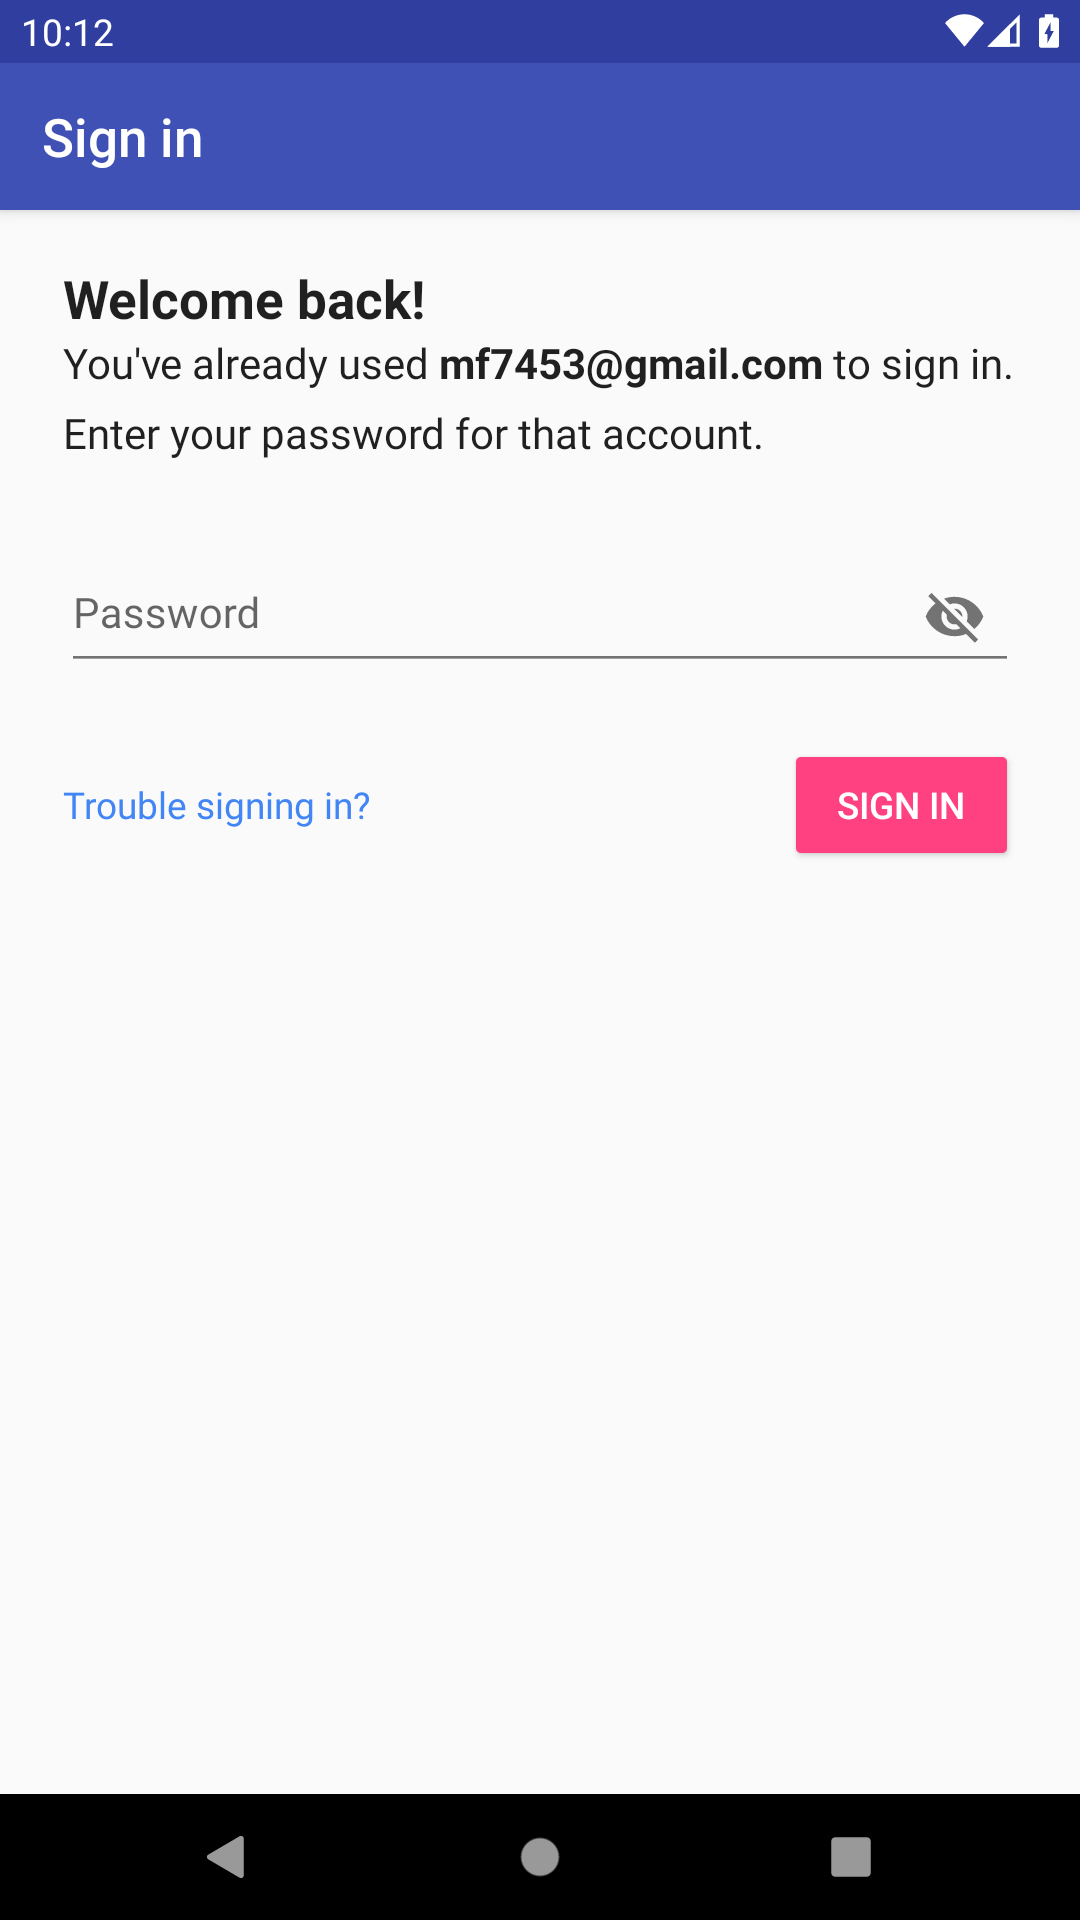 10:12
Sign in
Welcome back!
You've already used mf7453@gmail.com to sign in.
Enter your password for that account.
Password
Trouble signing in?
SIGN IN